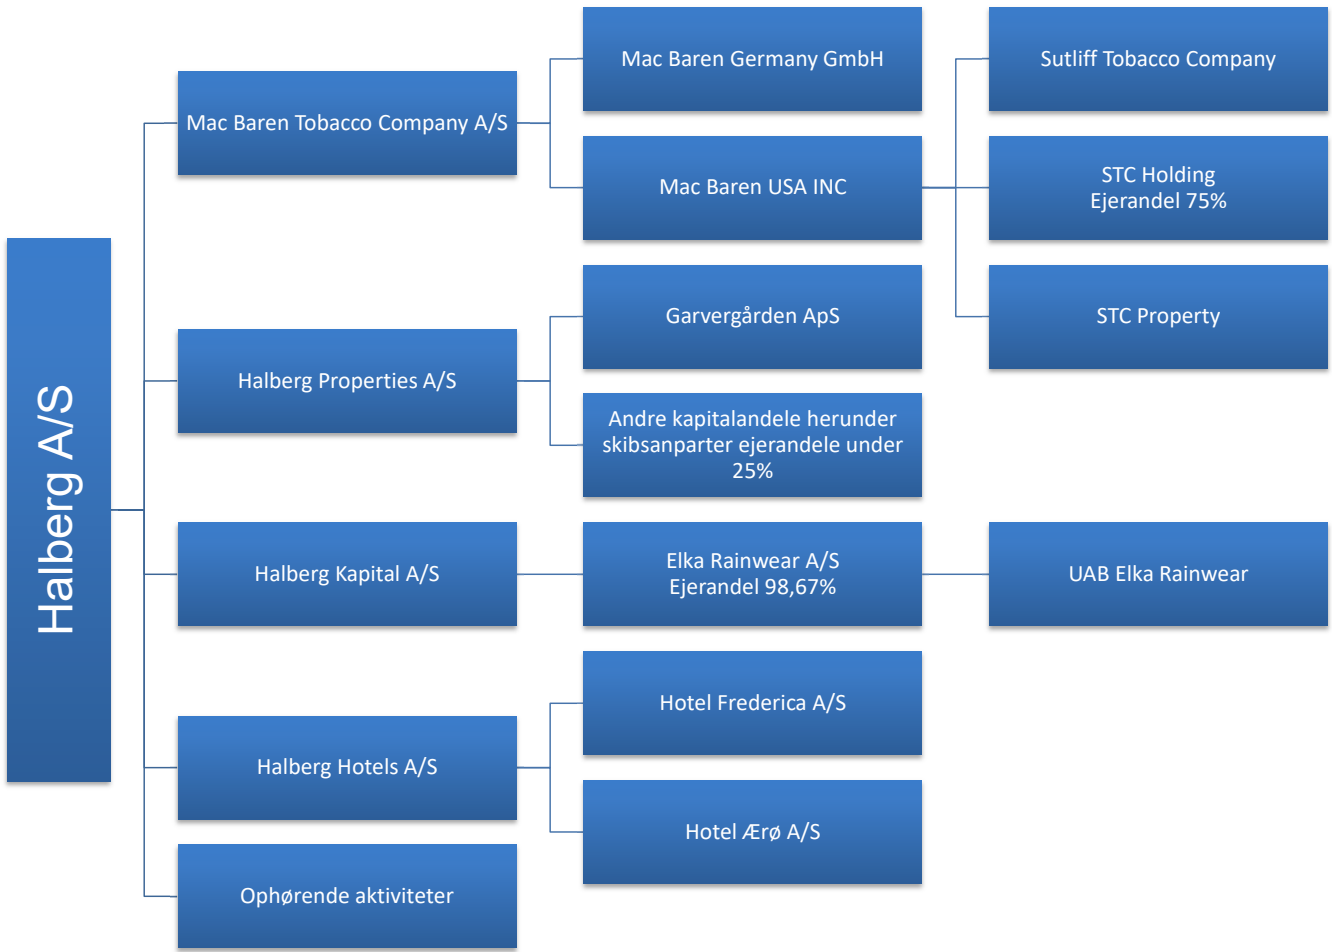 Halberg A/S
Mac Baren Tobacco Company A/S
Mac Baren Germany GmbH
Mac Baren USA INC
Sutliff Tobacco Company
STC Holding
Ejerandel 75%
STC Property
Halberg Properties A/S
Garvergården ApS
Andre kapitalandele herunder
skibsanparter ejerandele under
25%
Halberg Kapital A/S
Elka Rainwear A/S
Ejerandel 98,67%
UAB Elka Rainwear
Halberg Hotels A/S
Hotel Frederica A/S
Hotel Ærø A/S
Ophørende aktiviteter